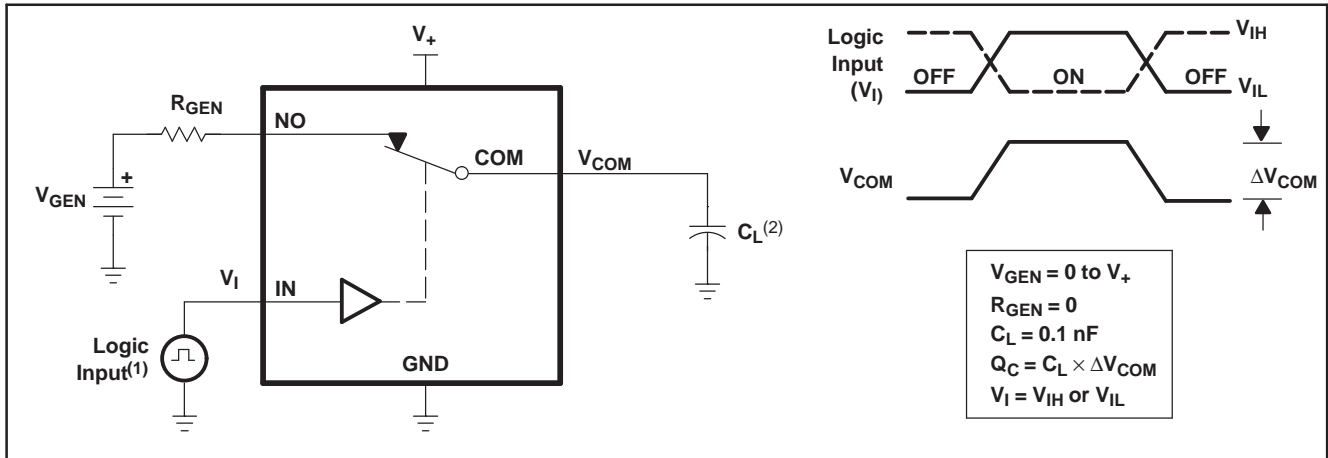 V+
RGEN
NO
COM
VCOM
VGEN
+
CL(2)
VI
IN
Logic
Input(1)
GND
Logic
Input
(VI)
OFF
ON
OFF
VIH
VIL
VCOM
ΔVCOM
VGEN = 0 to V+
RGEN = 0
CL = 0.1 nF
QC = CL × ΔVCOM
VI = VIH or VIL